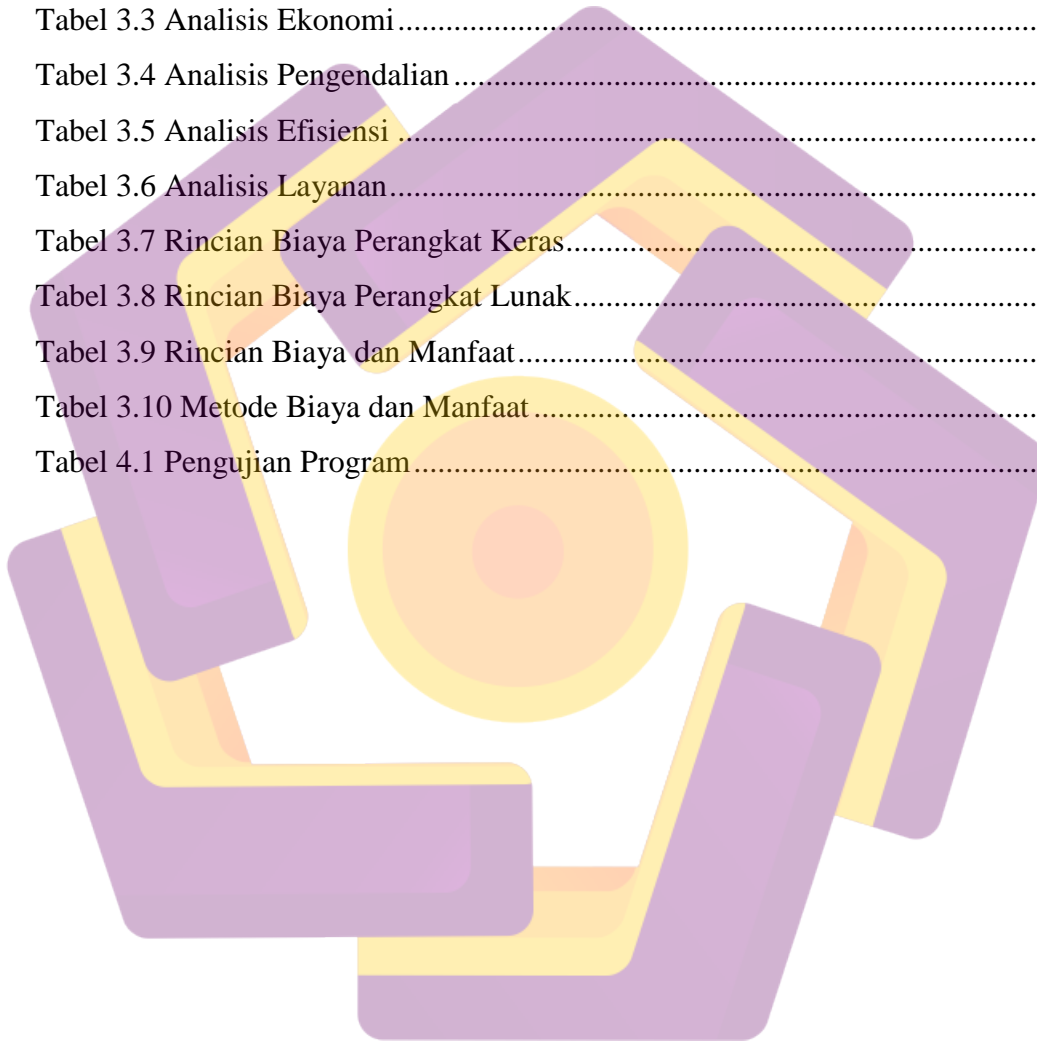 Tabel 3.3 Analisis Ekonomi................................................................................
Tabel 3.4 Analisis Pengendalian.........................................................................
Tabel 3.5 Analisis Efisiensi................................................................................
Tabel 3.6 Analisis Layanan.................................................................................
Tabel 3.7 Rincian Biaya Perangkat Keras..........................................................
Tabel 3.8 Rincian Biaya Perangkat Lunak.........................................................
Tabel 3.9 Rincian Biaya dan Manfaat................................................................
Tabel 3.10 Metode Biaya dan Manfaat...............................................................
Tabel 4.1 Pengujian Program..............................................................................